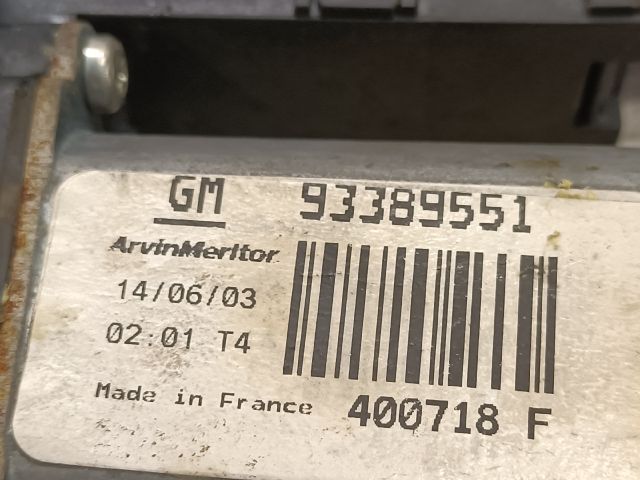 GM 93389551
ArvinMeritor
14/06/03
02:01 T4
Made in France 400718 F